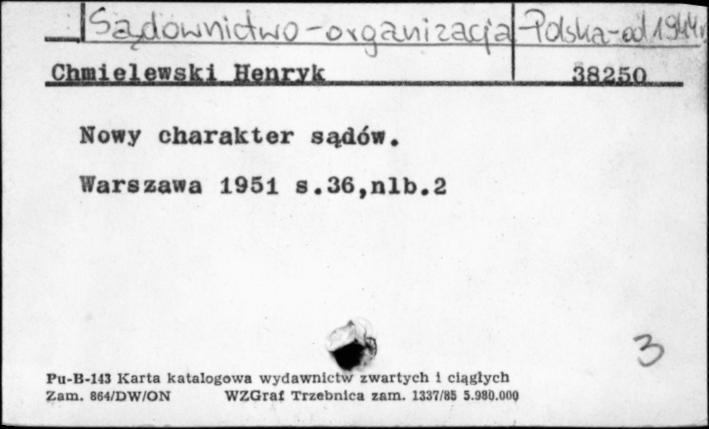 Sądownictwo-organizacja Polska-od 1944r
Chmielewski Henryk 38250
Nowy charakter sądów.
Warszawa 1951 s.36,nlb.2
3
Pu-B-143 Karta katalogowa wydawnictw zwartych i ciągłych
Zam. 864/DW/ON WZGraf Trzebnica zam. 1337/85 5.980.000